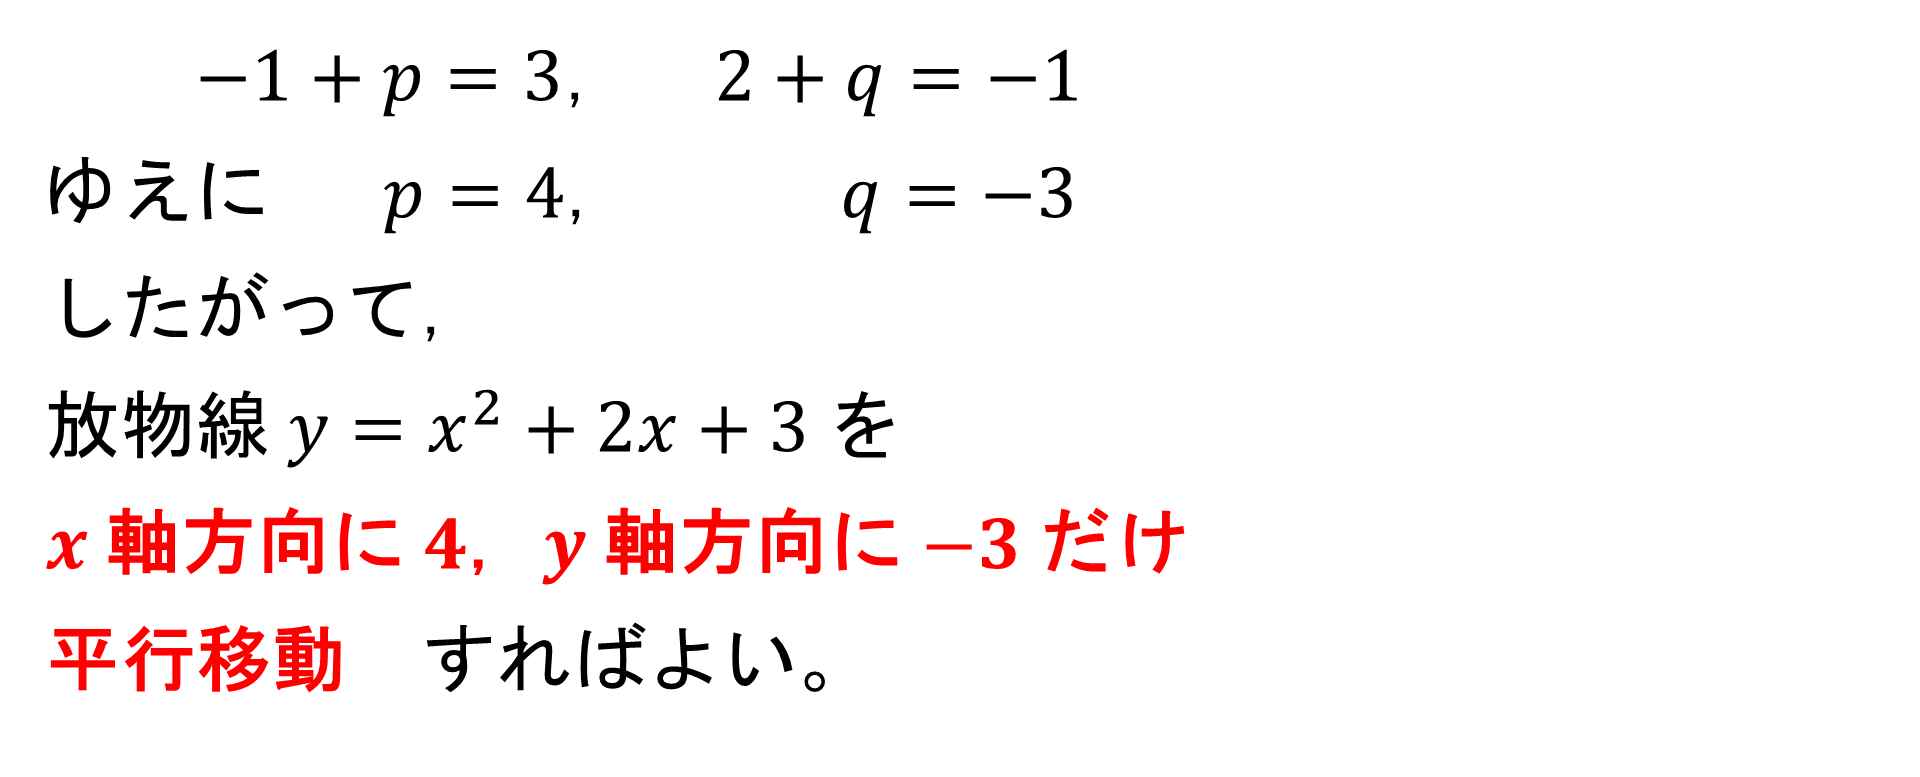 −1 + p = 3,  2 + q = −1
ゆえに p = 4,  q = −3
したがって,
放物線 y = x² + 2x + 3 を
x 軸方向に 4, y 軸方向に −3 だけ
平行移動 すればよい。